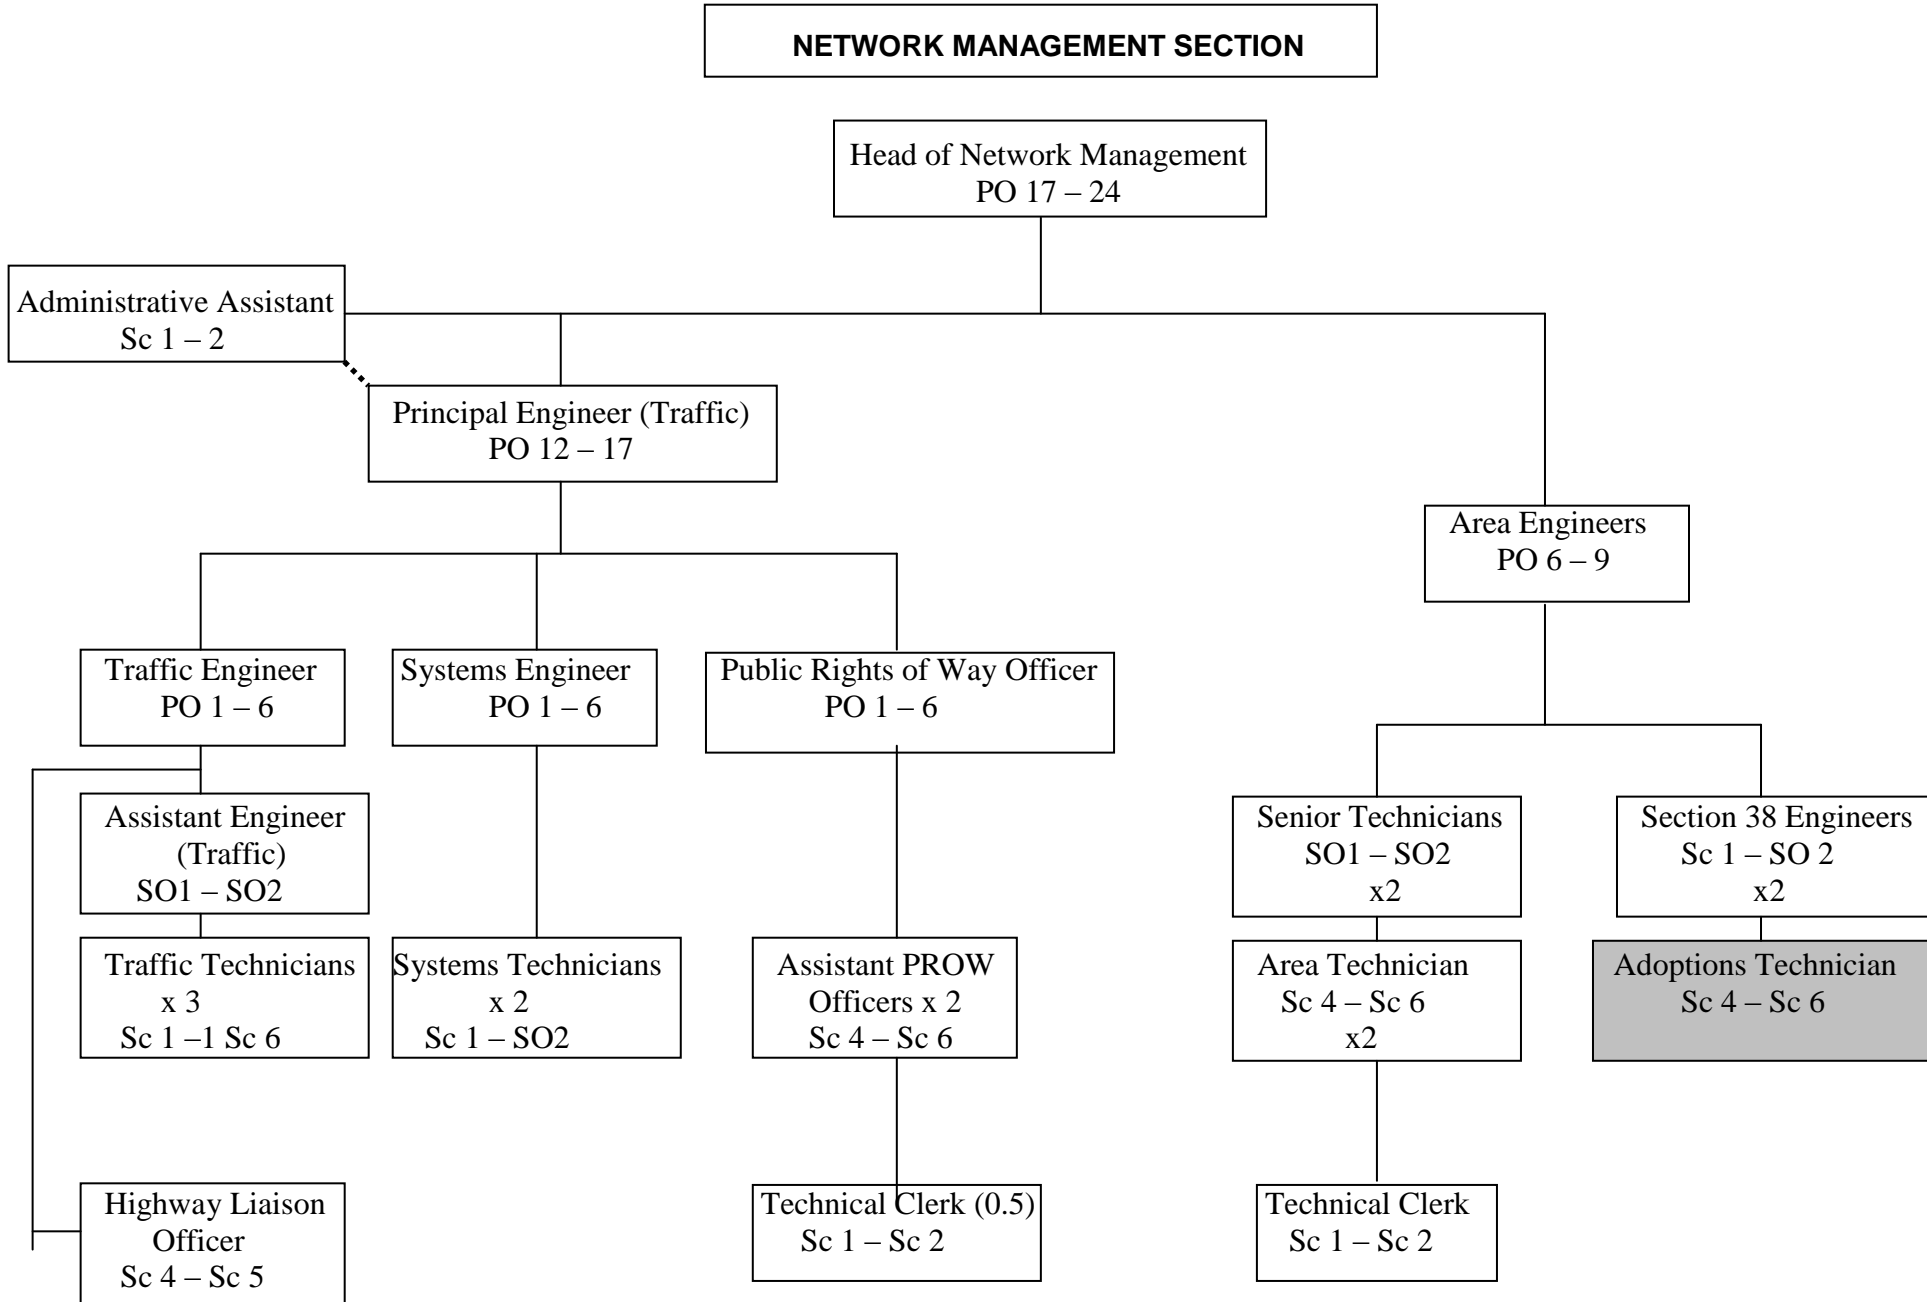 NETWORK MANAGEMENT SECTION
Head of Network Management
PO 17 – 24
Administrative Assistant
Sc 1 – 2
Principal Engineer (Traffic)
PO 12 – 17
Area Engineers
PO 6 – 9
Traffic Engineer
PO 1 – 6
Systems Engineer
PO 1 – 6
Public Rights of Way Officer
PO 1 – 6
Assistant Engineer
(Traffic)
SO1 – SO2
Senior Technicians
SO1 – SO2
x2
Section 38 Engineers
Sc 1 – SO 2
x2
Traffic Technicians
x 3
Sc 1 –1 Sc 6
Systems Technicians
x 2
Sc 1 – SO2
Assistant PROW
Officers x 2
Sc 4 – Sc 6
Area Technician
Sc 4 – Sc 6
x2
Adoptions Technician
Sc 4 – Sc 6
Highway Liaison
Officer
Sc 4 – Sc 5
Technical Clerk (0.5)
Sc 1 – Sc 2
Technical Clerk
Sc 1 – Sc 2